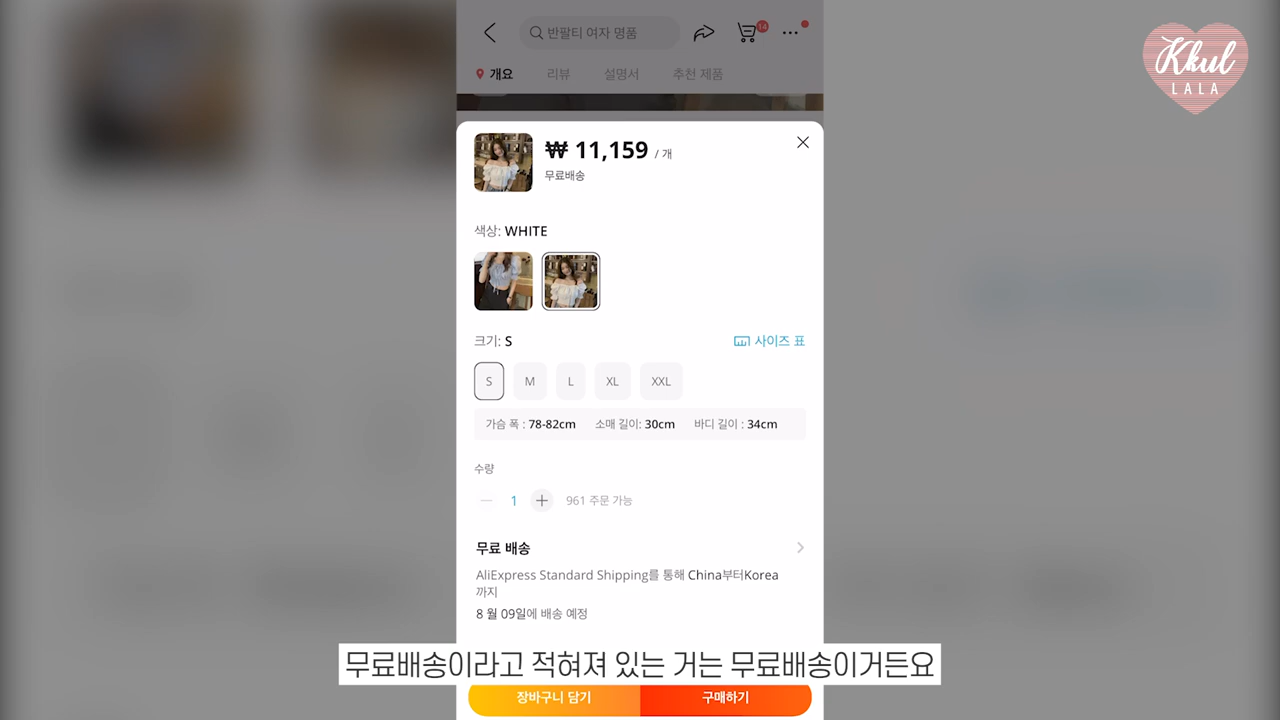 반팔티 여자 명품
14
개요 리뷰 설명서 추천 제품
Kkul
LALA
₩ 11,159 / 개
무료배송
색상: WHITE
크기: S
사이즈 표
S M L XL XXL
가슴 폭 : 78-82cm 소매 길이: 30cm 바디 길이 : 34cm
수량
1 961 주문 가능
무료 배송
AliExpress Standard Shipping를 통해 China부터Korea
까지
8 월 09일에 배송 예정
무료배송이라고 적혀져 있는 거는 무료배송이거든요
장바구니 담기 구매하기